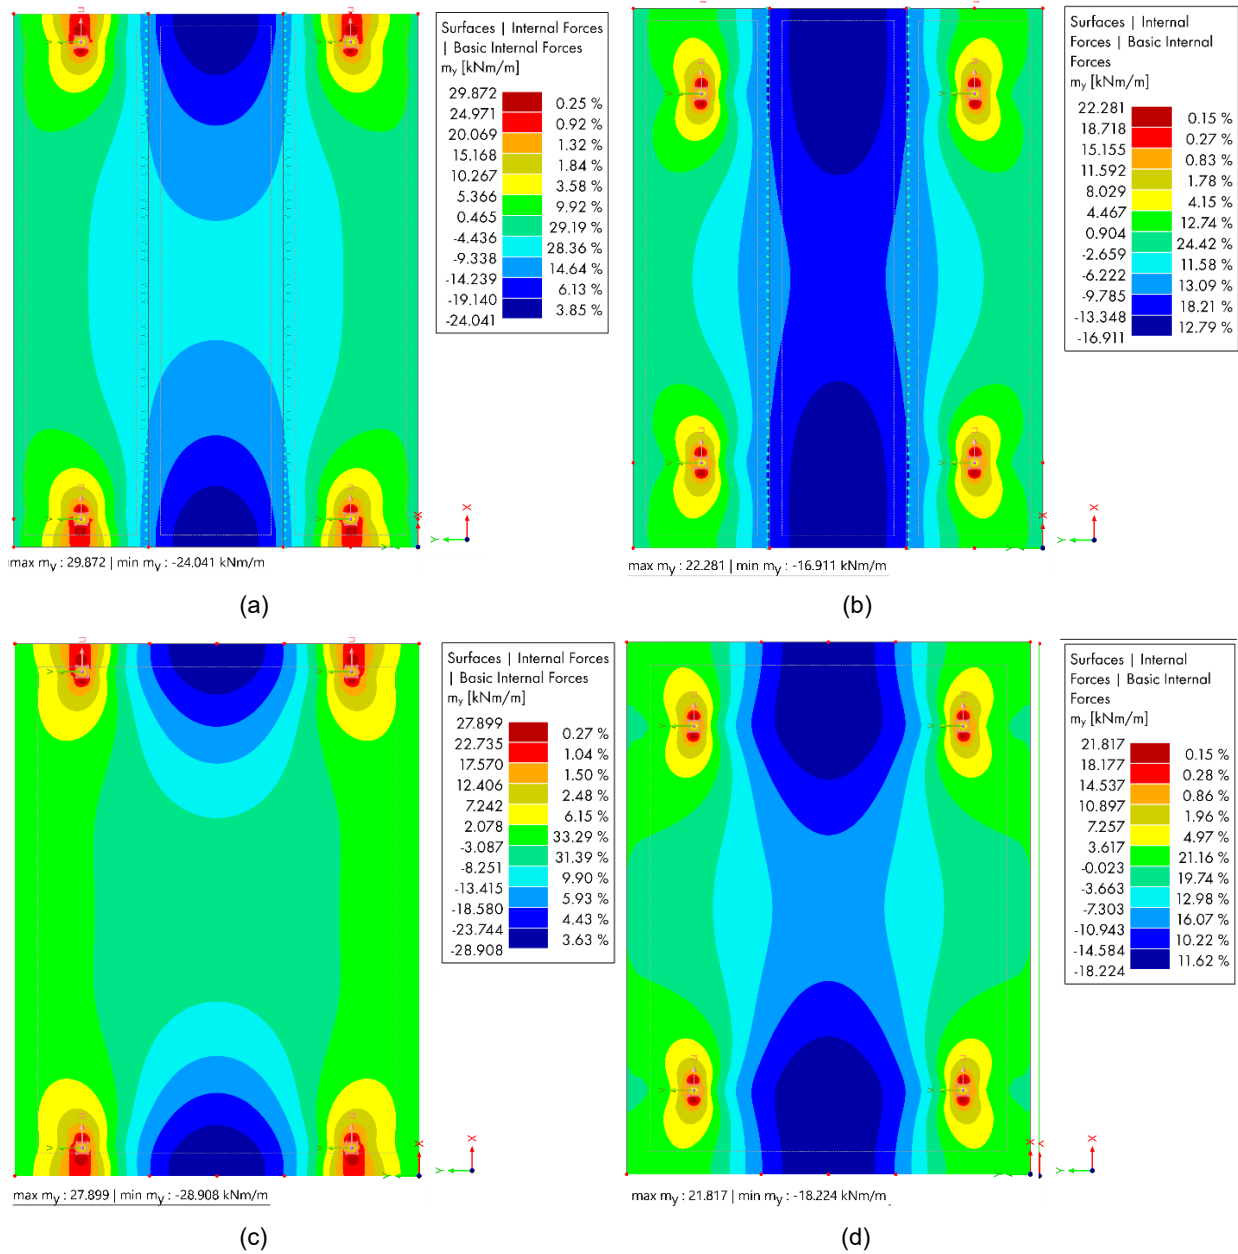 Surfaces | Internal Forces
| Basic Internal Forces
m_y [kNm/m]
29.872
24.971
20.069
15.168
10.267
5.366
0.465
-4.436
-9.338
-14.239
-19.140
-24.041
0.25 %
0.92 %
1.32 %
1.84 %
3.58 %
9.92 %
29.19 %
28.36 %
14.64 %
6.13 %
3.85 %
X
Y
max m_y : 29.872 | min m_y : -24.041 kNm/m
(a)
Surfaces | Internal
Forces | Basic Internal
Forces
m_y [kNm/m]
22.281
18.718
15.155
11.592
8.029
4.467
0.904
-2.659
-6.222
-9.785
-13.348
-16.911
0.15 %
0.27 %
0.83 %
1.78 %
4.15 %
12.74 %
24.42 %
11.58 %
13.09 %
18.21 %
12.79 %
X
Y
max m_y : 22.281 | min m_y : -16.911 kNm/m
(b)
Surfaces | Internal Forces
| Basic Internal Forces
m_y [kNm/m]
27.899
22.735
17.570
12.406
7.242
2.078
-3.087
-8.251
-13.415
-18.580
-23.744
-28.908
0.27 %
1.04 %
1.50 %
2.48 %
6.15 %
33.29 %
31.39 %
9.90 %
5.93 %
4.43 %
3.63 %
X
Y
max m_y : 27.899 | min m_y : -28.908 kNm/m
(c)
Surfaces | Internal
Forces | Basic Internal
Forces
m_y [kNm/m]
21.817
18.177
14.537
10.897
7.257
3.617
-0.023
-3.663
-7.303
-10.943
-14.584
-18.224
0.15 %
0.28 %
0.86 %
1.96 %
4.97 %
21.16 %
19.74 %
12.98 %
16.07 %
10.22 %
11.62 %
X
X
Y
max m_y : 21.817 | min m_y : -18.224 kNm/m
(d)